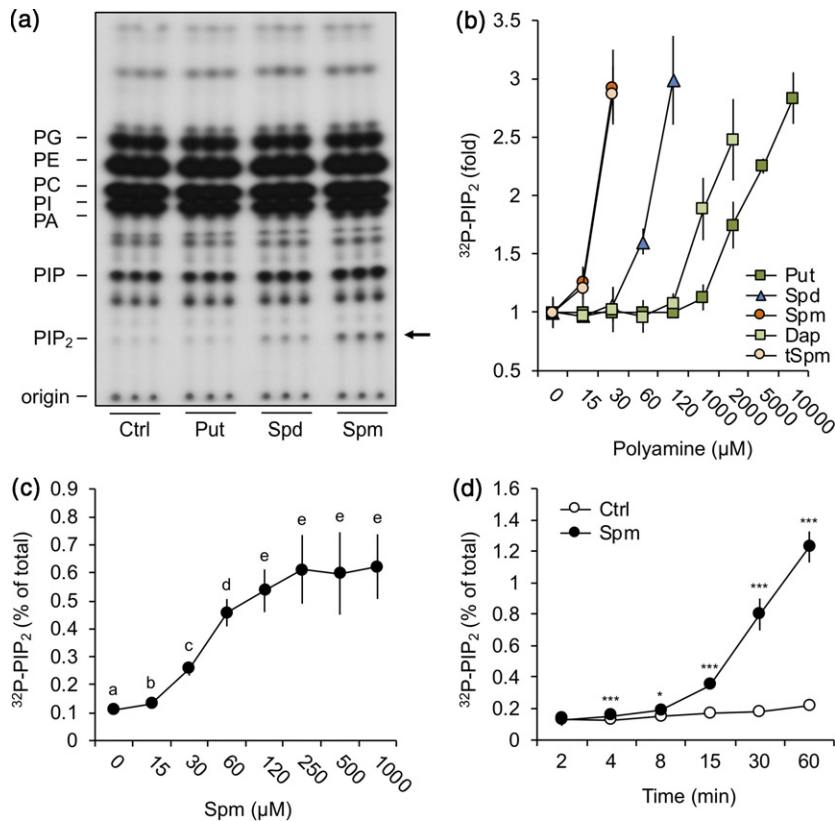 (a)
PG
PE
PC
PI
PA
PIP
PIP2
origin
Ctrl Put Spd Spm
(b)
32P-PIP2 (fold)
3.5
3
2.5
2
1.5
1
0.5
Put
Spd
Spm
Dap
tSpm
0 15 30 60 120 1000 2000 5000 10000
Polyamine (µM)
(c)
32P-PIP2 (% of total)
0.9
0.8
0.7
0.6
0.5
0.4
0.3
0.2
0.1
0
a b c d e e e e
0 15 30 60 120 250 500 1000
Spm (µM)
(d)
32P-PIP2 (% of total)
1.6
1.4
1.2
1
0.8
0.6
0.4
0.2
0
Ctrl
Spm
*** * *** *** ***
2 4 8 15 30 60
Time (min)